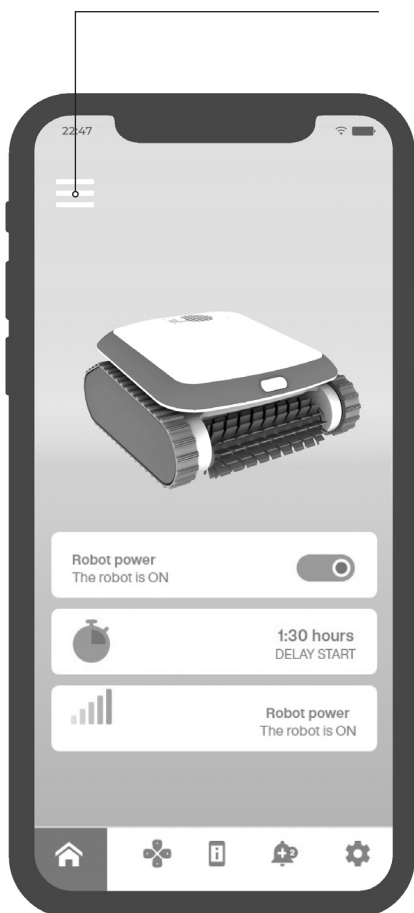 22:47
Robot power
The robot is ON
1:30 hours
DELAY START
Robot power
The robot is ON